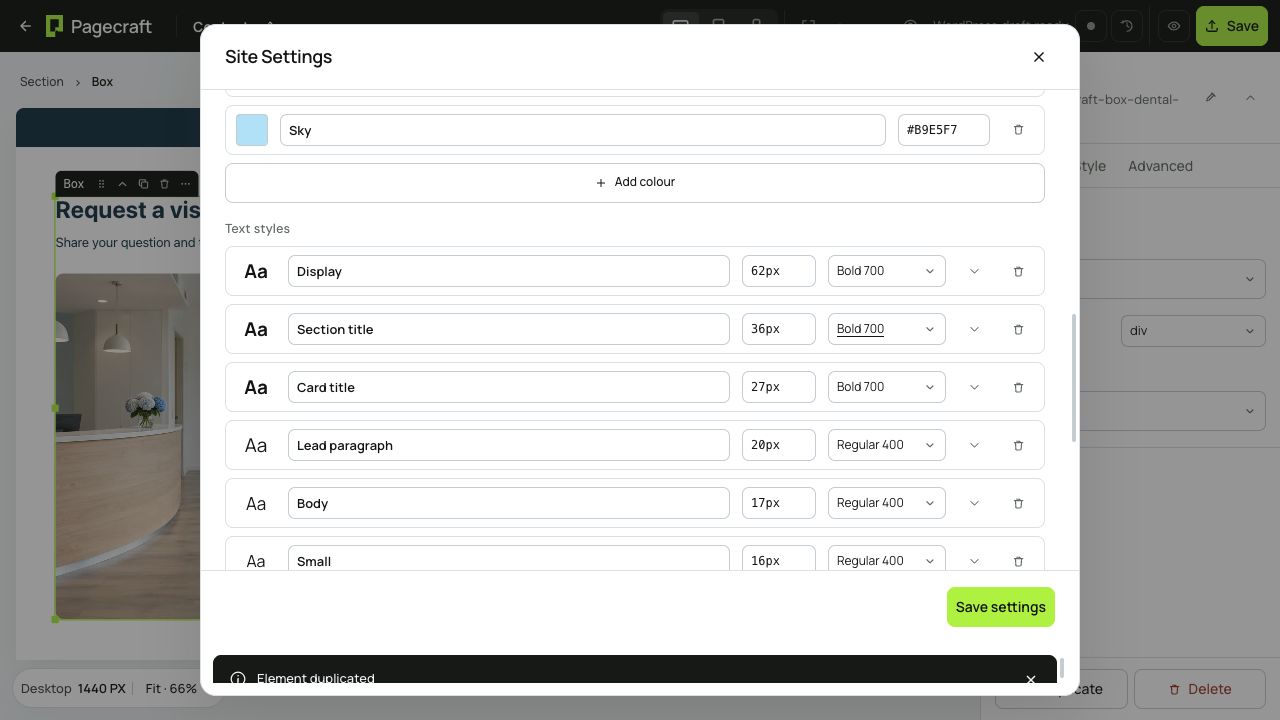 Pagecraft
Save
Section > Box
Site Settings
Sky
#B9E5F7
Add colour
raft-box-dental-
Style
Advanced
Box
Request a vis
Share your question and
Text styles
Aa
Display
62px
Bold 700
Aa
Section title
36px
Bold 700
div
Aa
Card title
27px
Bold 700
Aa
Lead paragraph
20px
Regular 400
Aa
Body
17px
Regular 400
Aa
Small
16px
Regular 400
Save settings
Element duplicated
Desktop 1440 PX
Fit · 66%
Delete